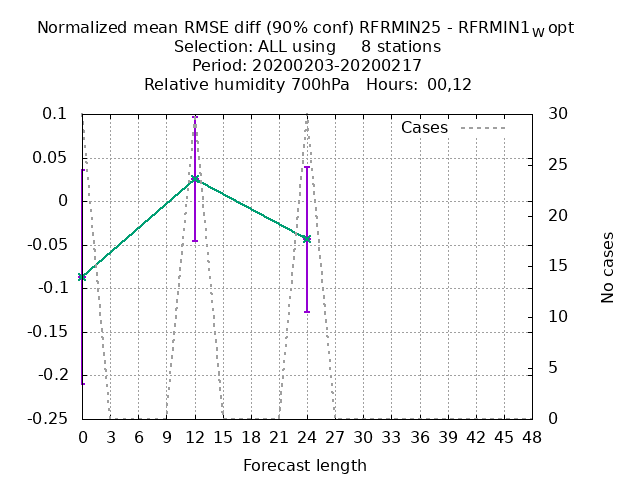 Normalized mean RMSE diff (90% conf) RFRMIN25 - RFRMIN1W opt
Selection: ALL using     8 stations
Period: 20200203-20200217
Relative humidity 700hPa   Hours: 00,12
0.1
0.05
0
-0.05
-0.1
-0.15
-0.2
-0.25
Cases
30
25
20
15
10
5
0
No cases
0 3 6 9 12 15 18 21 24 27 30 33 36 39 42 45 48
Forecast length